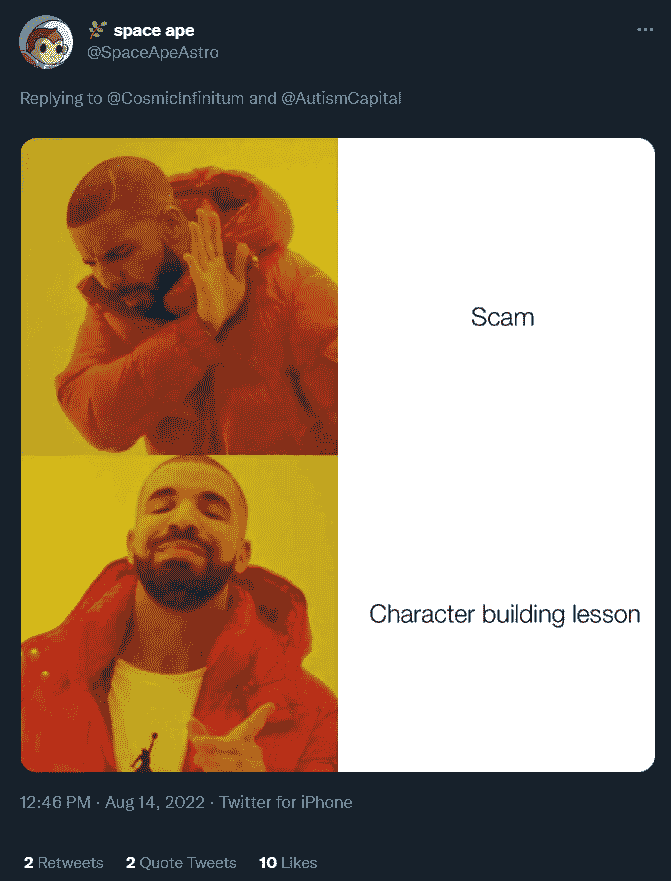 space ape
@SpaceApeAstro
Replying to @CosmicInfinitum and @AutismCapital
Scam
Character building lesson
12:46 PM · Aug 14, 2022 · Twitter for iPhone
2 Retweets 2 Quote Tweets 10 Likes